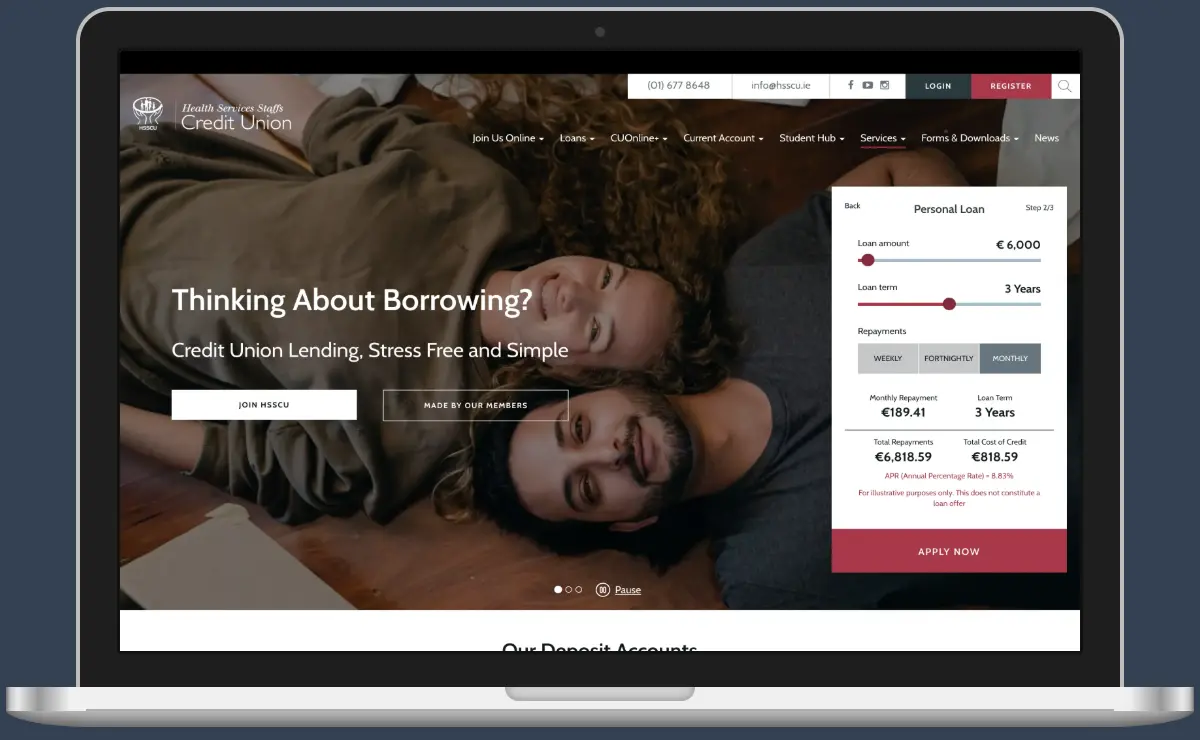 (01) 677 8648 info@hsscu.ie LOGIN REGISTER
HSSCU
Health Services Staffs
Credit Union
Join Us Online Loans CUOnline+ Current Account Student Hub Services Forms & Downloads News
Thinking About Borrowing?
Credit Union Lending, Stress Free and Simple
JOIN HSSCU MADE BY OUR MEMBERS
Pause
Back Personal Loan Step 2/3
Loan amount € 6,000
Loan term 3 Years
Repayments
WEEKLY FORTNIGHTLY MONTHLY
Monthly Repayment Loan Term
€189.41 3 Years
Total Repayments Total Cost of Credit
€6,818.59 €818.59
APR (Annual Percentage Rate) = 8.83%
For illustrative purposes only. This does not constitute a
loan offer
APPLY NOW
Our Deposit Accounts